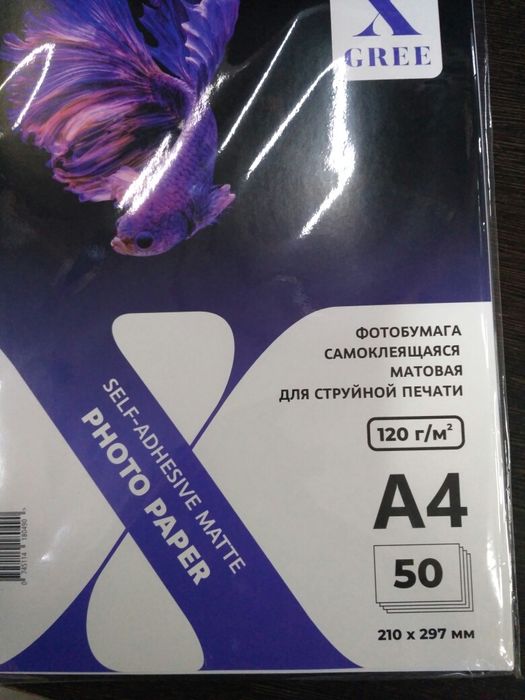 X
GREE
ФОТОБУМАГА
САМОКЛЕЯЩАЯСЯ
МАТОВАЯ
ДЛЯ СТРУЙНОЙ ПЕЧАТИ
120 г/м²
A4
50
210 x 297 мм
SELF-ADHESIVE MATTE
PHOTO PAPER